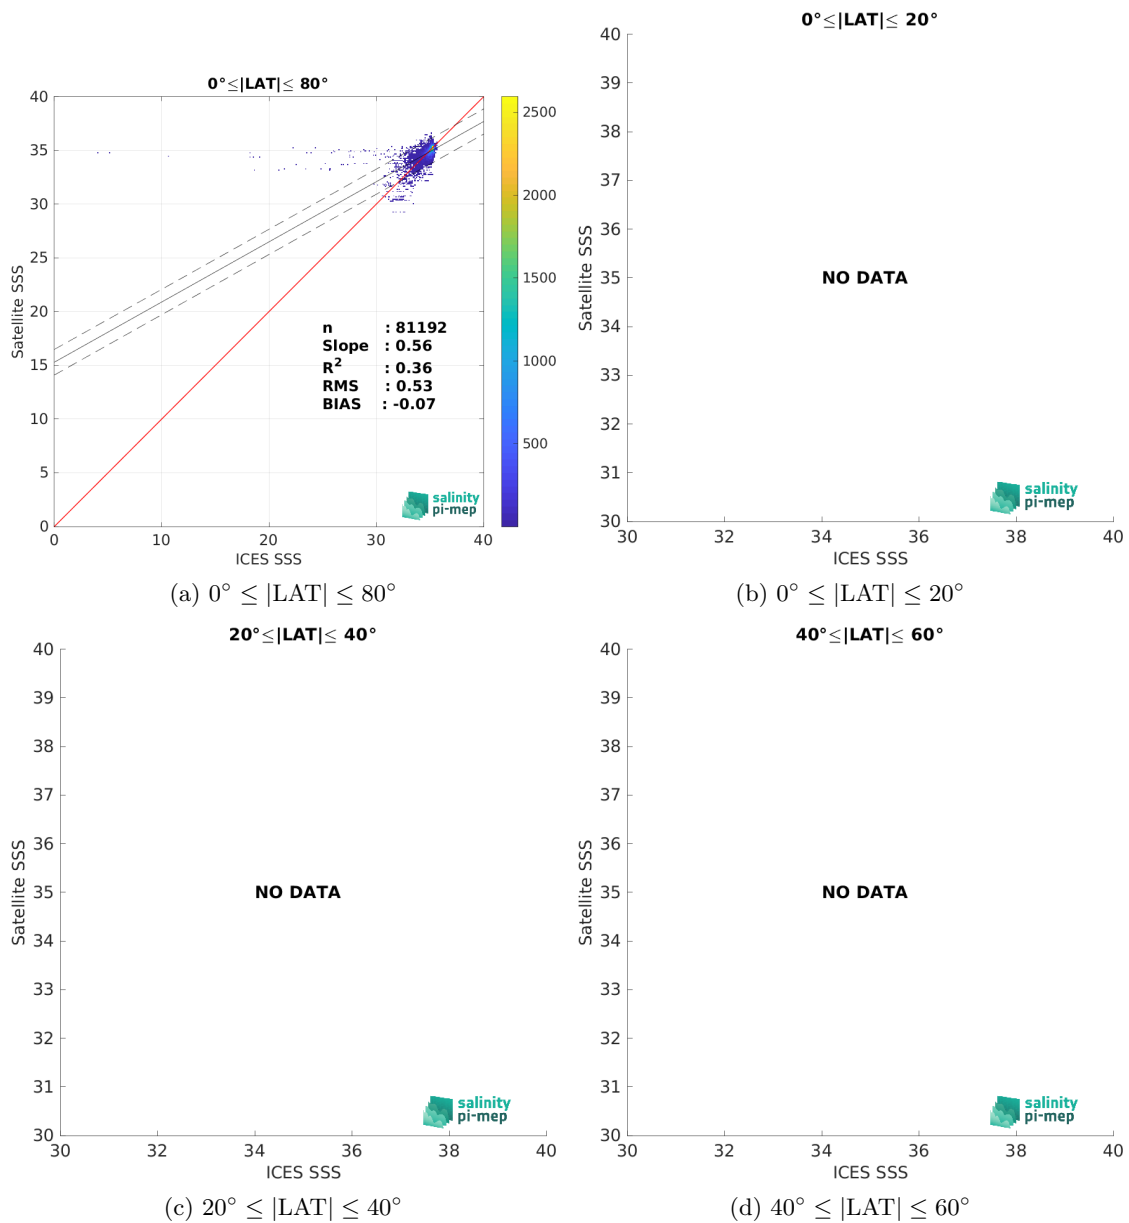 0°≤|LAT|≤ 80°
40
35
30
25
20
15
10
5
0
0
10
20
30
40
Satellite SSS
ICES SSS
n : 81192
Slope : 0.56
R² : 0.36
RMS : 0.53
BIAS : -0.07
salinity
pi-mep
2500
2000
1500
1000
500
(a) 0° ≤ |LAT| ≤ 80°
0°≤|LAT|≤ 20°
40
39
38
37
36
35
34
33
32
31
30
30
32
34
36
38
40
Satellite SSS
ICES SSS
NO DATA
salinity
pi-mep
(b) 0° ≤ |LAT| ≤ 20°
20°≤|LAT|≤ 40°
40
39
38
37
36
35
34
33
32
31
30
30
32
34
36
38
40
Satellite SSS
ICES SSS
NO DATA
salinity
pi-mep
(c) 20° ≤ |LAT| ≤ 40°
40°≤|LAT|≤ 60°
40
39
38
37
36
35
34
33
32
31
30
30
32
34
36
38
40
Satellite SSS
ICES SSS
NO DATA
salinity
pi-mep
(d) 40° ≤ |LAT| ≤ 60°